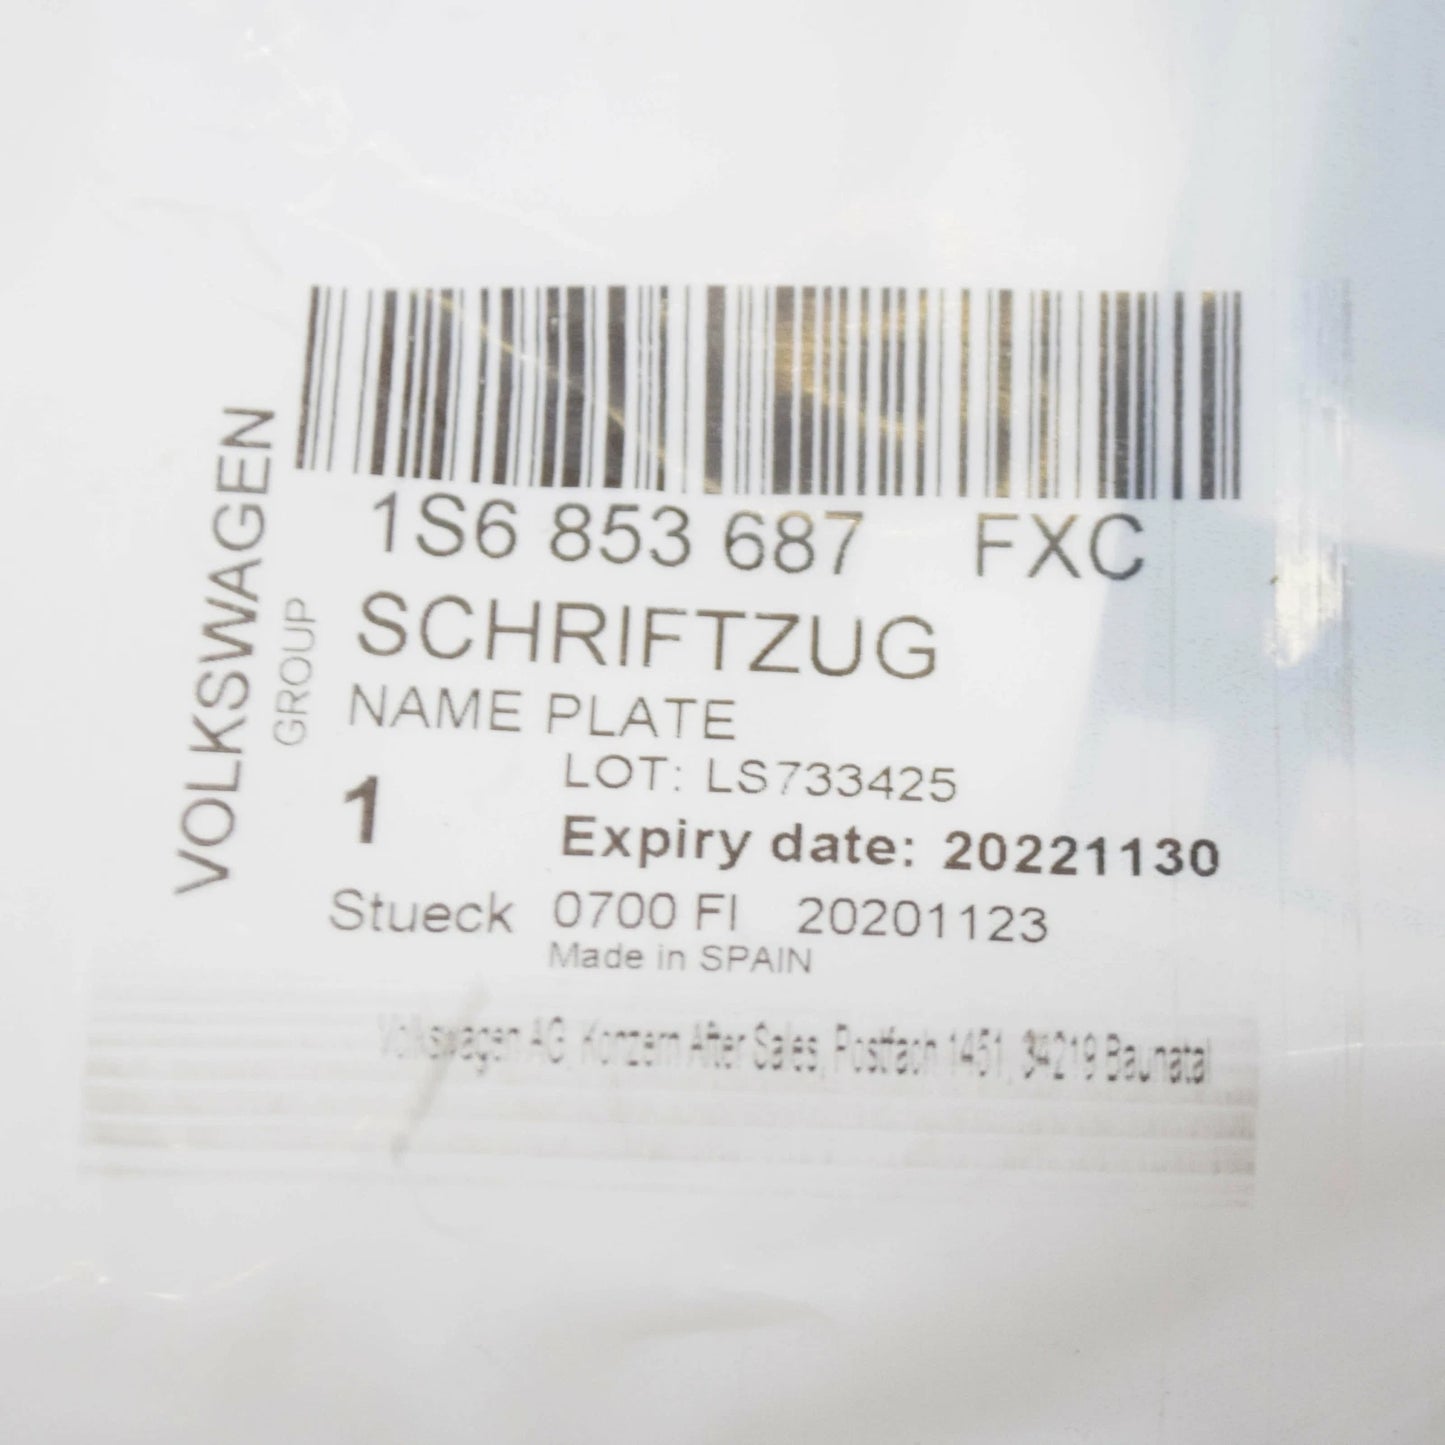 VOLKSWAGEN
GROUP
1S6 853 687 FXC
SCHRIFTZUG
NAME PLATE
LOT: LS733425
1
Expiry date: 20221130
Stueck 0700 FI 20201123
Made in SPAIN
Volkswagen AG, Konzern After Sales, Postfach 1451, 34219 Baunatal